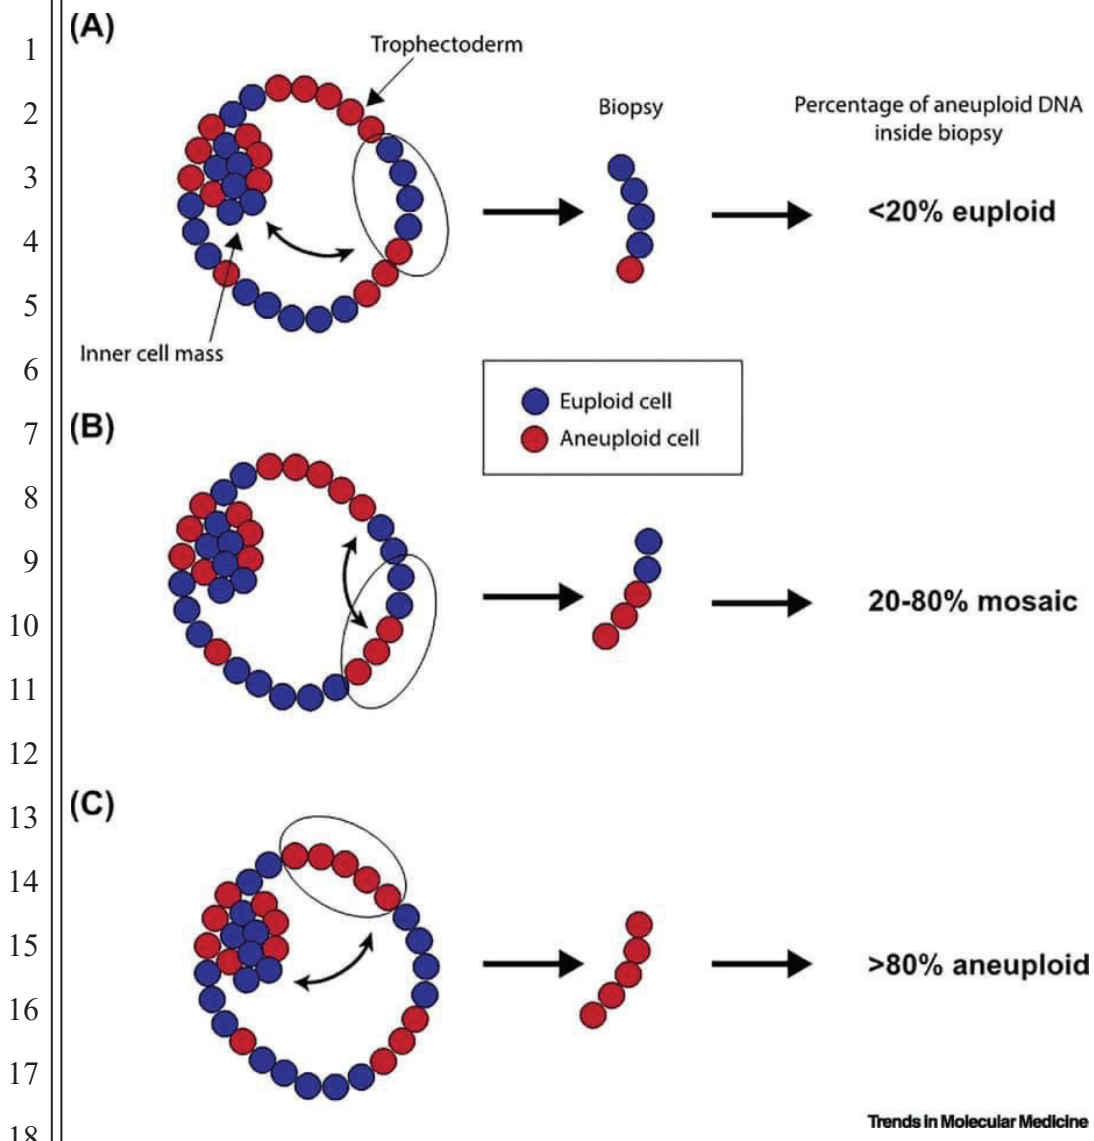 (A)
1
Trophectoderm
2
Biopsy
Percentage of aneuploid DNA
inside biopsy
3
<20% euploid
4
5
Inner cell mass
6
Euploid cell
Aneuploid cell
7
(B)
8
9
20-80% mosaic
10
11
12
13
(C)
14
15
>80% aneuploid
16
17
Trends in Molecular Medicine
18